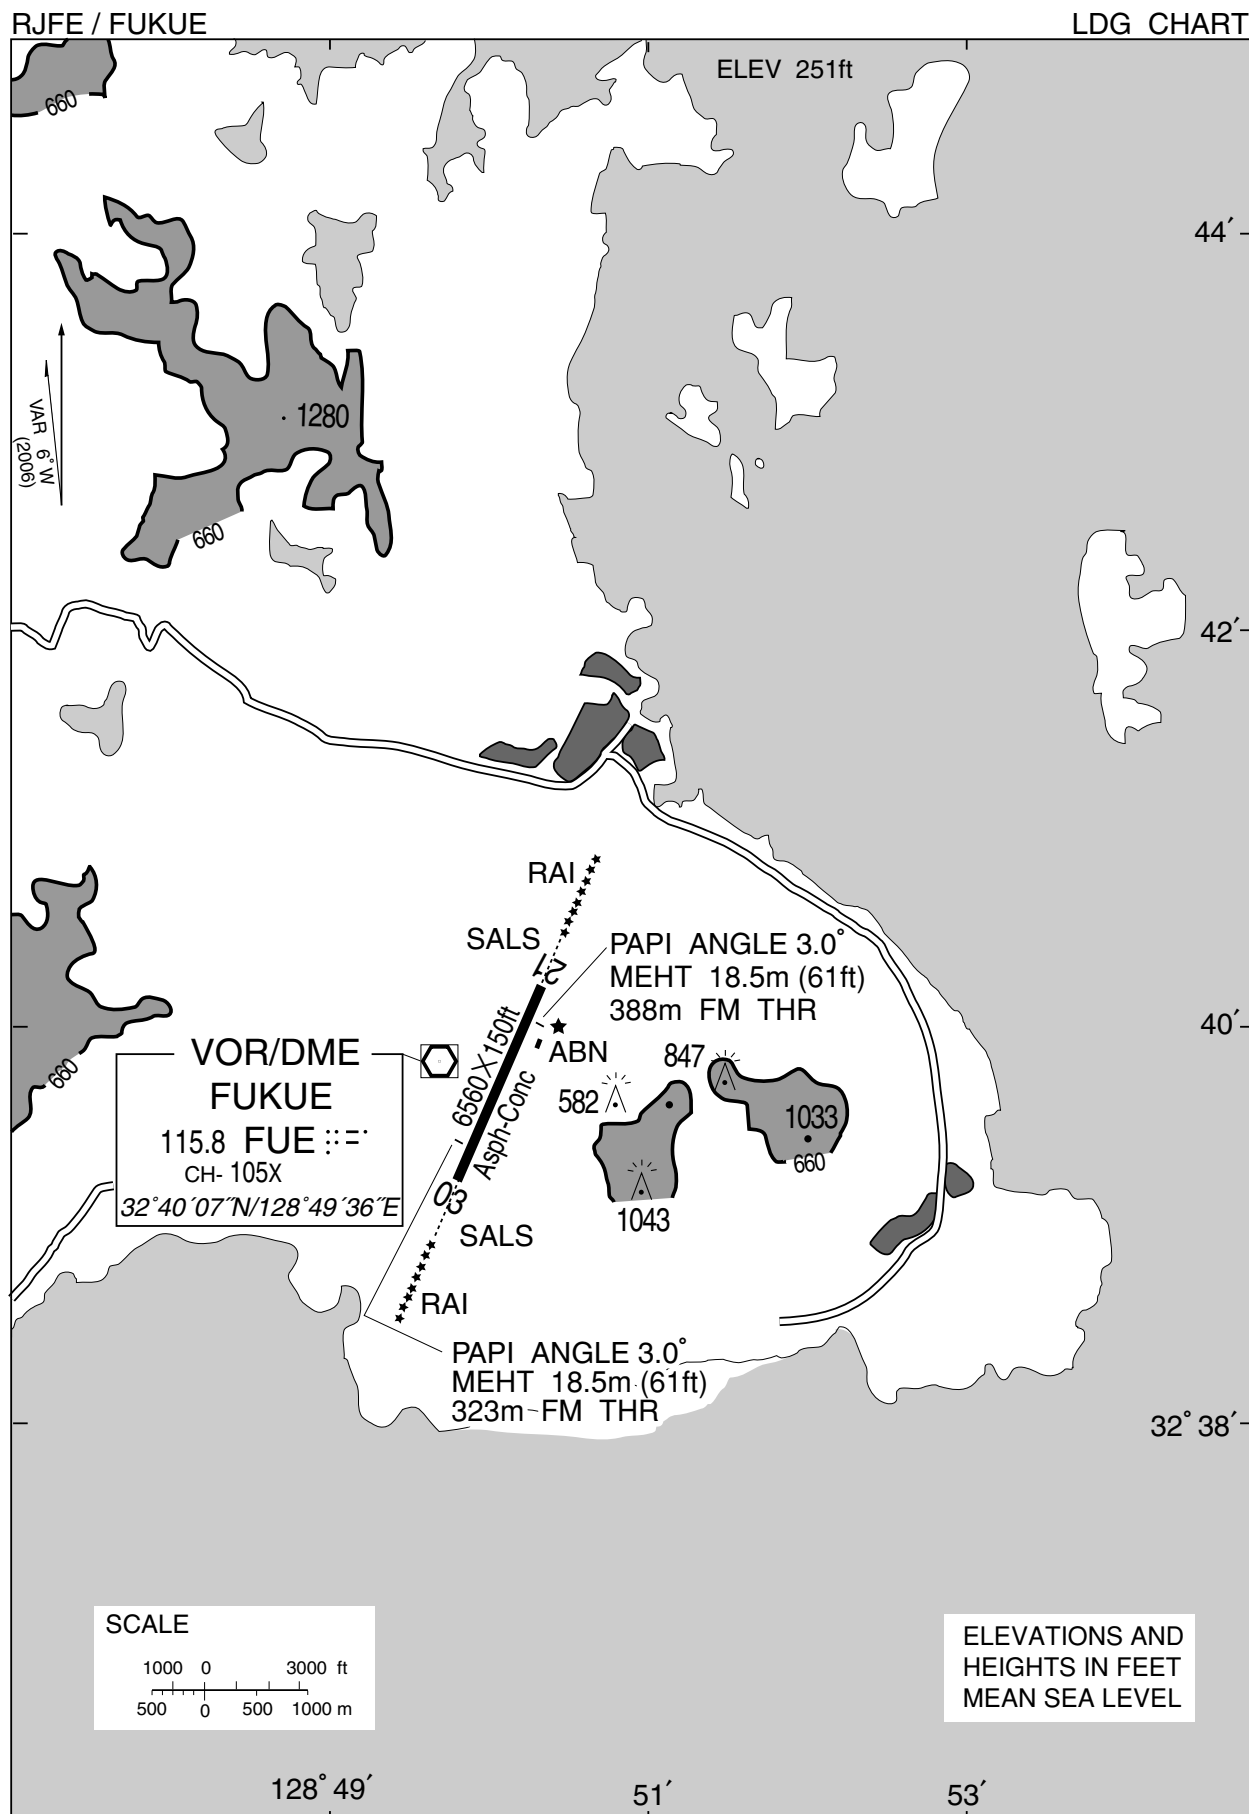 RJFE / FUKUE
LDG CHART
ELEV 251ft
660
44′
1280
VAR 6°W
(2006)
660
42′
RAI
SALS
21
PAPI ANGLE 3.0°
MEHT 18.5m (61ft)
388m FM THR
40′
6560X150ft
Asph-Conc
ABN
VOR/DME
FUKUE
115.8 FUE
CH- 105X
32°40′07″N/128°49′36″E
660
847
582
1033
660
1043
03
SALS
RAI
PAPI ANGLE 3.0°
MEHT 18.5m (61ft)
323m FM THR
32°38′
SCALE
1000 0 3000 ft
500 0 500 1000 m
ELEVATIONS AND
HEIGHTS IN FEET
MEAN SEA LEVEL
128°49′
51′
53′